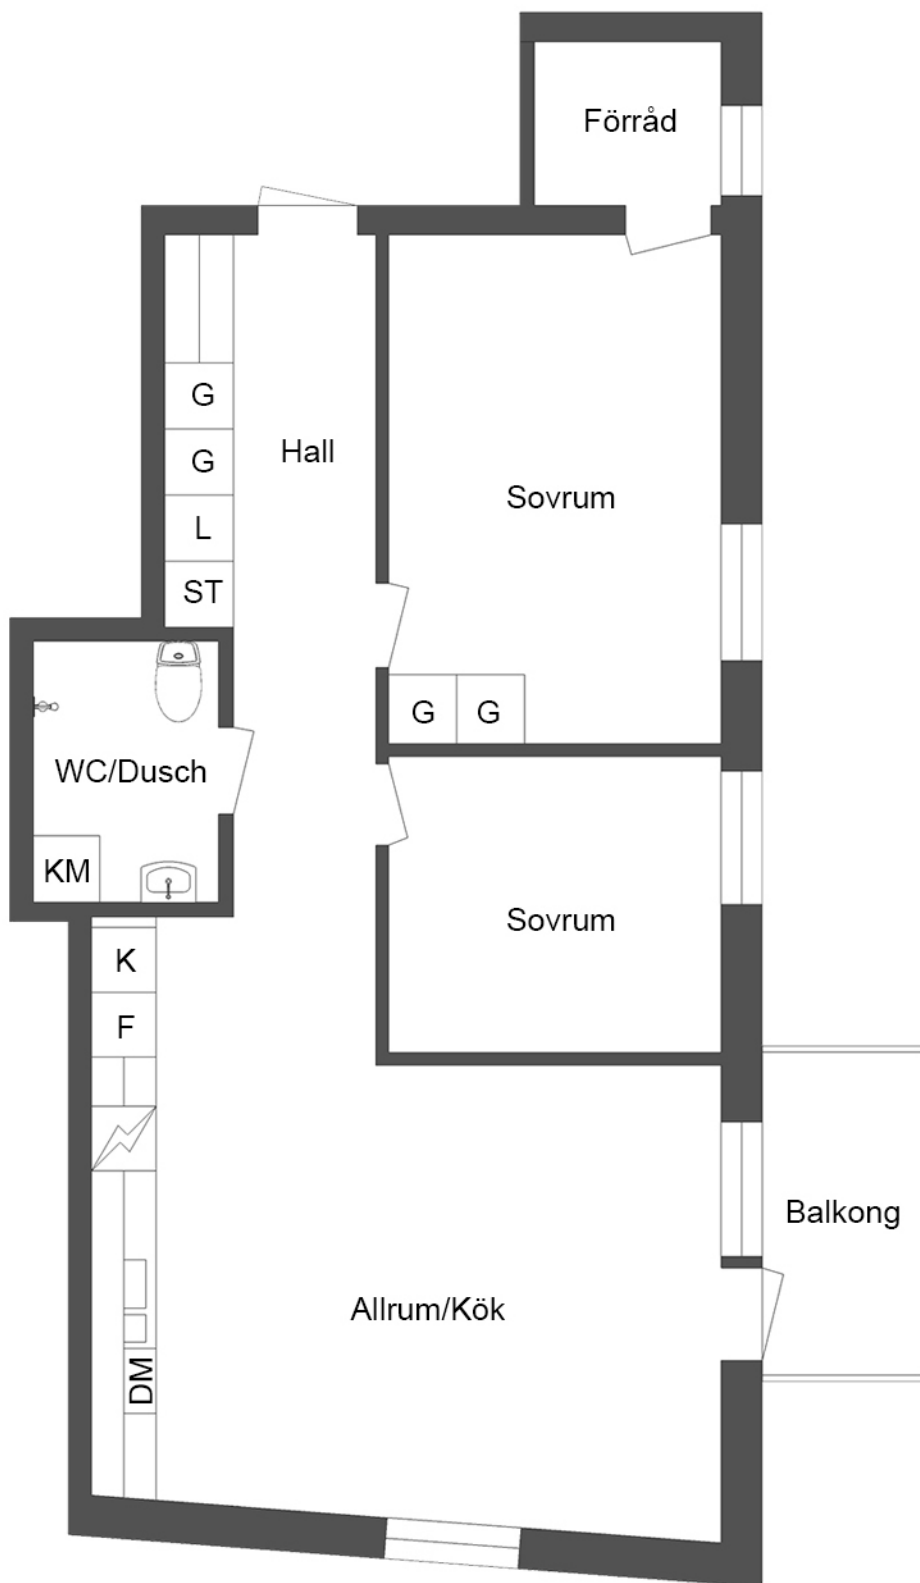 Förråd
G
Hall
G
Sovrum
L
ST
G G
WC/Dusch
KM
Sovrum
K
F
Balkong
Allrum/Kök
DM